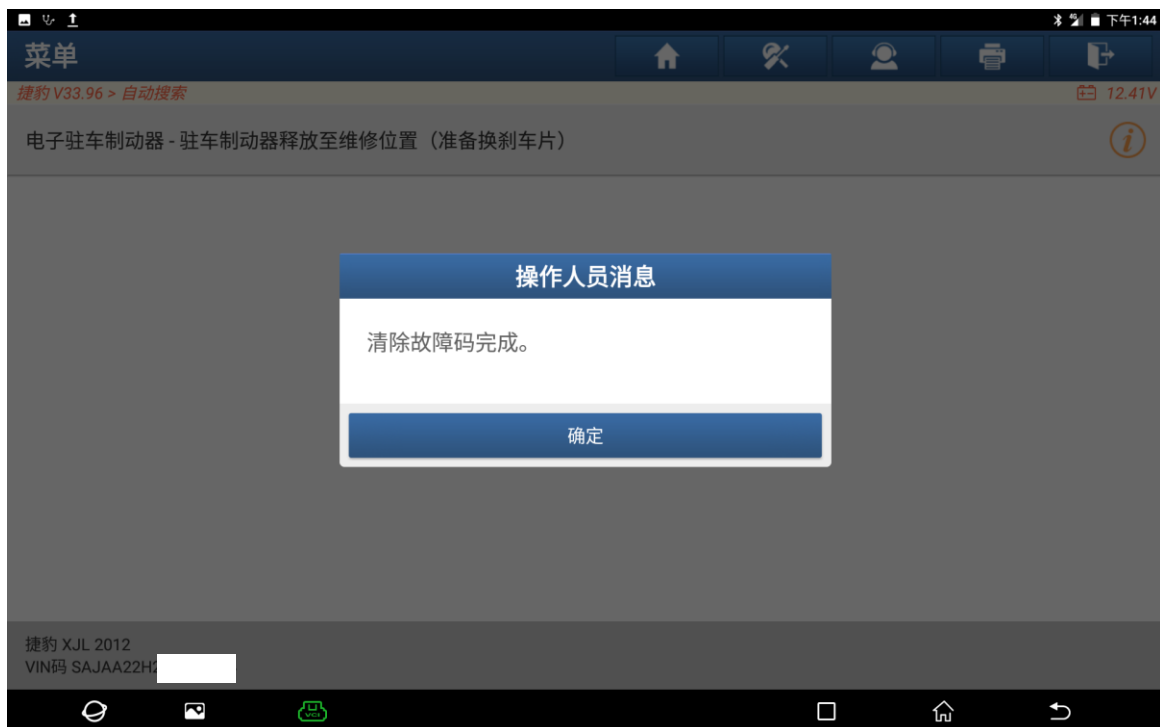 下午1:44
菜单
捷豹 V33.96 > 自动搜索
12.41V
电子驻车制动器 - 驻车制动器释放至维修位置（准备换刹车片）
操作人员消息
清除故障码完成。
确定
捷豹 XJL 2012
VIN码 SAJAA22H2
VCI